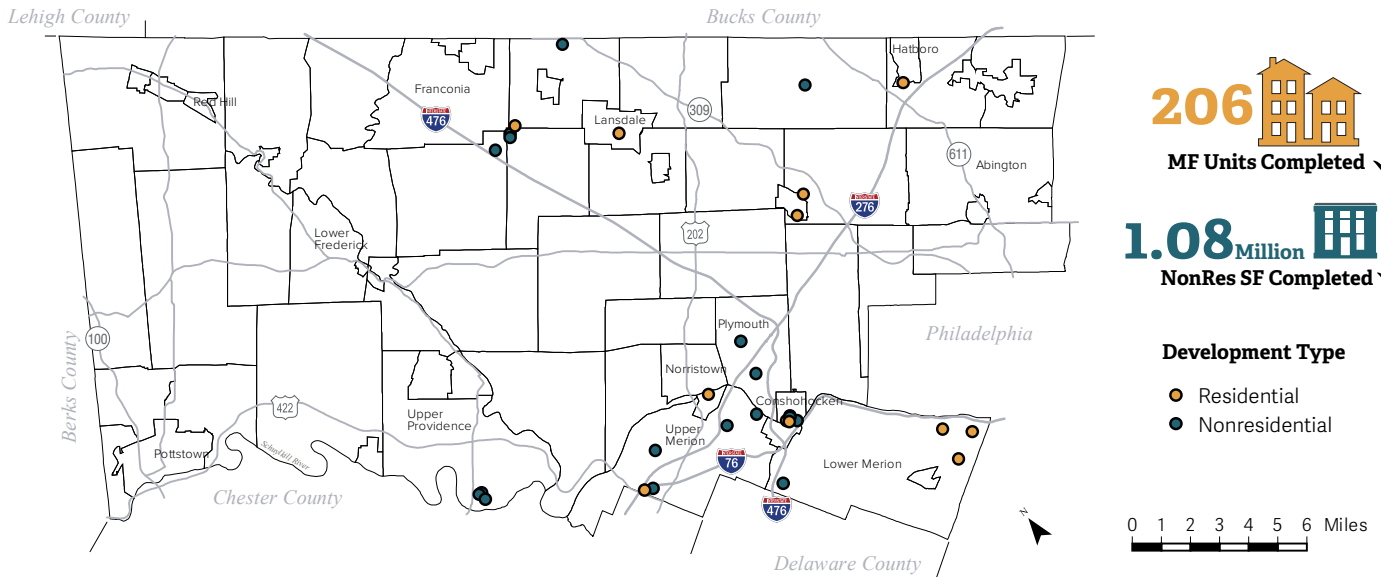 Lehigh County
Bucks County
Hatboro
Red Hill
Franconia
476
309
Lansdale
611
Abington
276
Lower
Frederick
202
Plymouth
Philadelphia
100
Berks County
Norristown
Conshohocken
422
Upper
Providence
Upper
Merion
76
Pottstown
Schuylkill River
Lower Merion
Chester County
476
Delaware County
N
206
MF Units Completed
1.08 Million
NonRes SF Completed
Development Type
Residential
Nonresidential
0 1 2 3 4 5 6 Miles